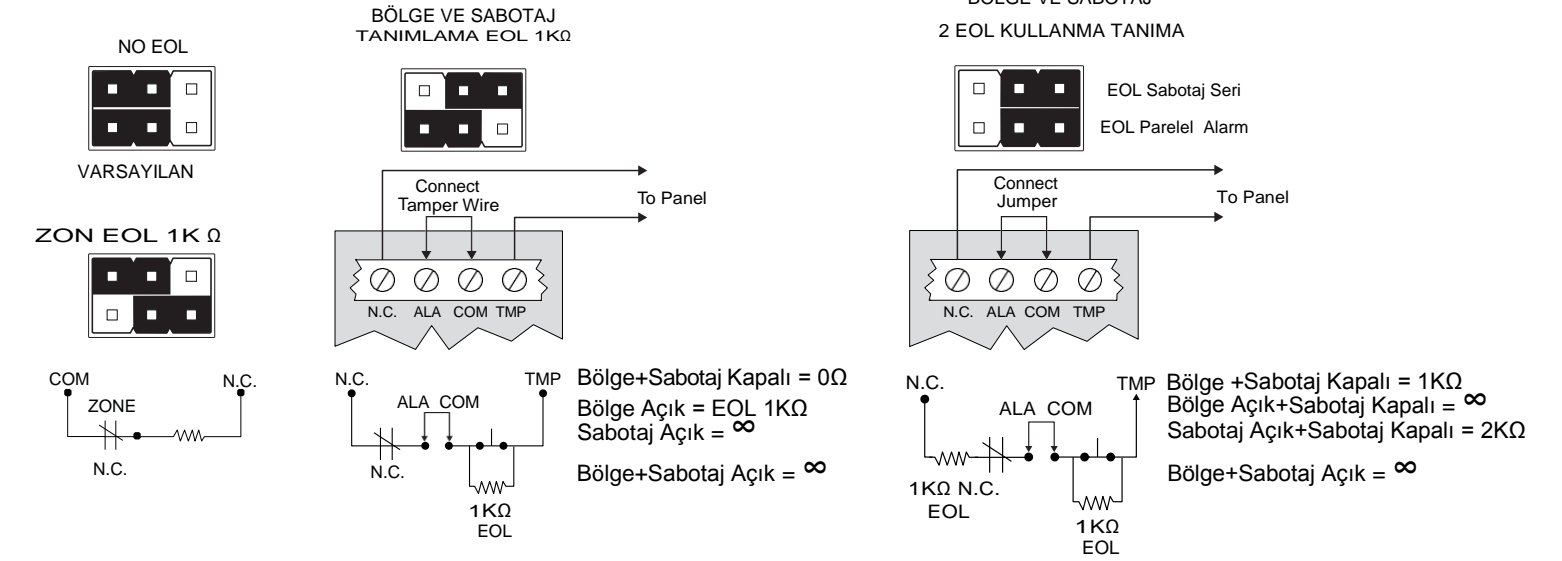 NO EOL
VARSAYILAN
ZON EOL 1K Ω
COM
N.C.
ZONE
N.C.
BÖLGE VE SABOTAJ
TANIMLAMA EOL 1KΩ
Connect
Tamper Wire
To Panel
N.C. ALA COM TMP
N.C.
TMP
ALA COM
N.C.
1KΩ
EOL
Bölge+Sabotaj Kapalı = 0Ω
Bölge Açık = EOL 1KΩ
Sabotaj Açık = ∞
Bölge+Sabotaj Açık = ∞
BÖLGE VE SABOTAJ
2 EOL KULLANMA TANIMA
EOL Sabotaj Seri
EOL Parelel Alarm
Connect
Jumper
To Panel
N.C. ALA COM TMP
N.C.
TMP
ALA COM
1KΩ N.C.
EOL
1KΩ
EOL
Bölge +Sabotaj Kapalı = 1KΩ
Bölge Açık+Sabotaj Kapalı = ∞
Sabotaj Açık+Sabotaj Kapalı = 2KΩ
Bölge+Sabotaj Açık = ∞